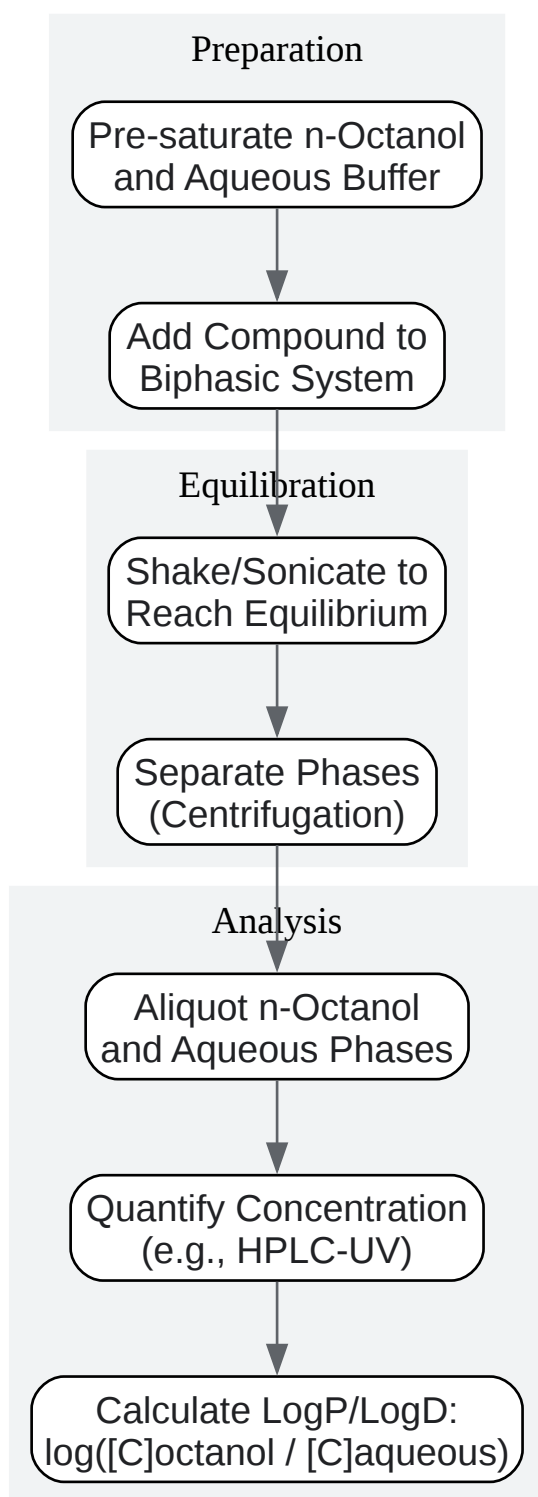 Preparation
Pre-saturate n-Octanol
and Aqueous Buffer
Add Compound to
Biphasic System
Equilibration
Shake/Sonicate to
Reach Equilibrium
Separate Phases
(Centrifugation)
Analysis
Aliquot n-Octanol
and Aqueous Phases
Quantify Concentration
(e.g., HPLC-UV)
Calculate LogP/LogD:
log([C]octanol / [C]aqueous)